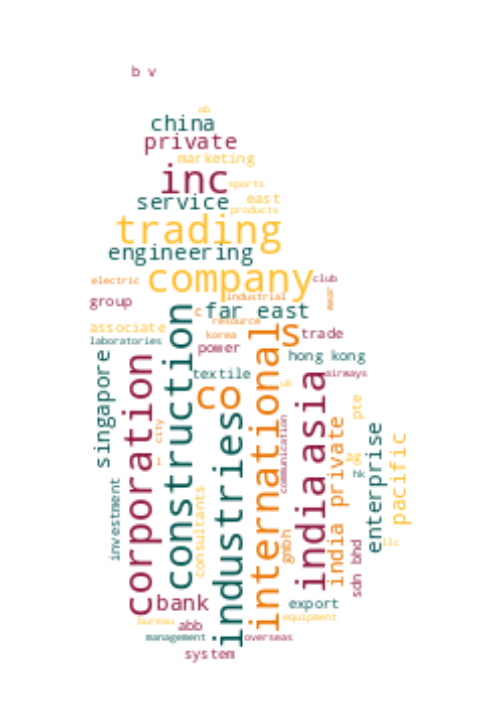 b v
ab
china
private
marketing
inc
sports
service
east
products
trading
engineering
company
electric
club
industrial
wear
group
c
far east
resource
associate
korea
s
trade
laboratories
power
hong kong
singapore
corporation
construction
textile
uk
airways
co
industries
international
india
asia
pte
city
communication
india private
enterprise
pacific
l
hk
investment
consultants
gmbh
llc
sdn bhd
bank
export
bureau
abb
equipment
management
overseas
system